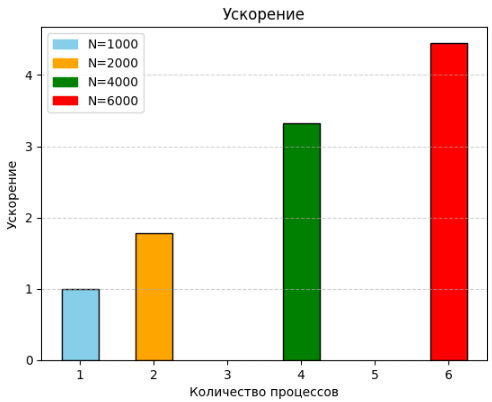 Ускорение
N=1000
N=2000
N=4000
N=6000
Ускорение
4
3
2
1
0
1 2 3 4 5 6
Количество процессов